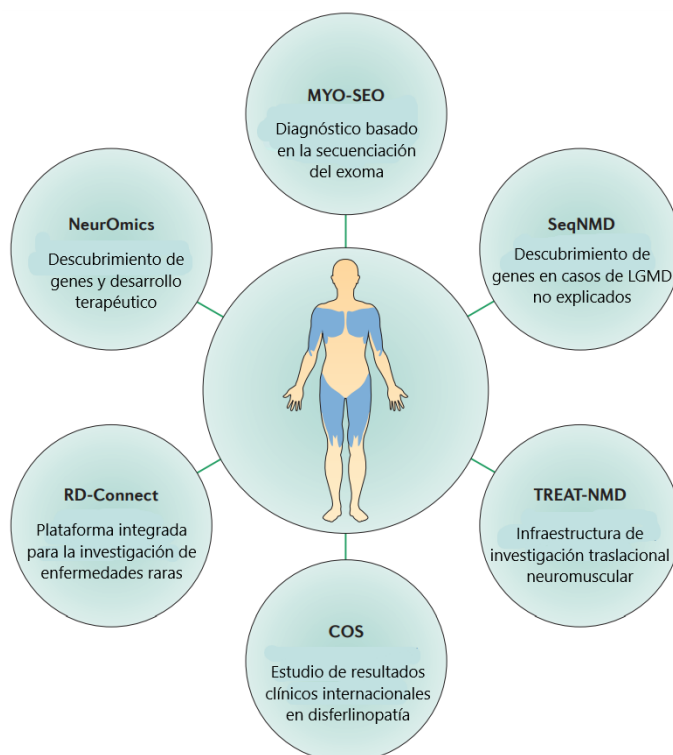 MYO-SEO
Diagnóstico basado
en la secuenciación
del exoma
NeurOmics
Descubrimiento de
genes y desarrollo
terapéutico
SeqNMD
Descubrimiento de
genes en casos de LGMD
no explicados
RD-Connect
Plataforma integrada
para la investigación de
enfermedades raras
TREAT-NMD
Infraestructura de
investigación traslacional
neuromuscular
COS
Estudio de resultados
clínicos internacionales
en disferlinopatía